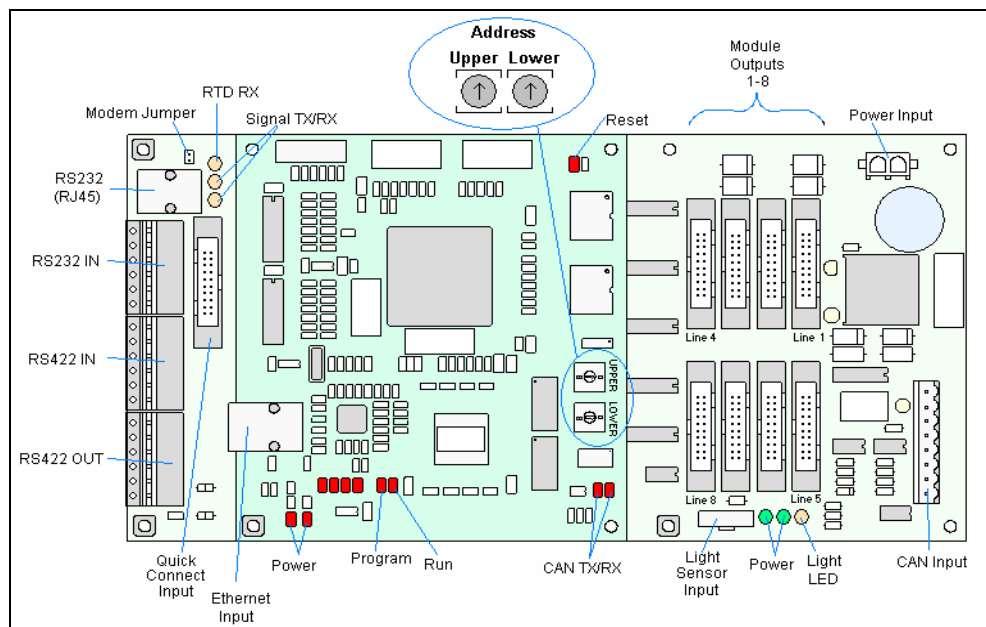 Address
Upper Lower
Module
Outputs
1-8
RTD RX
Modem Jumper
Signal TX/RX
Reset
Power Input
RS232
(RJ45)
RS232 IN
Line 4
Line 1
RS422 IN
UPPER
LOWER
RS422 OUT
Line 8
Line 5
Quick
Connect
Input
Ethernet
Input
Power
Program
Run
CAN TX/RX
Light
Sensor
Input
Power
Light
LED
CAN Input